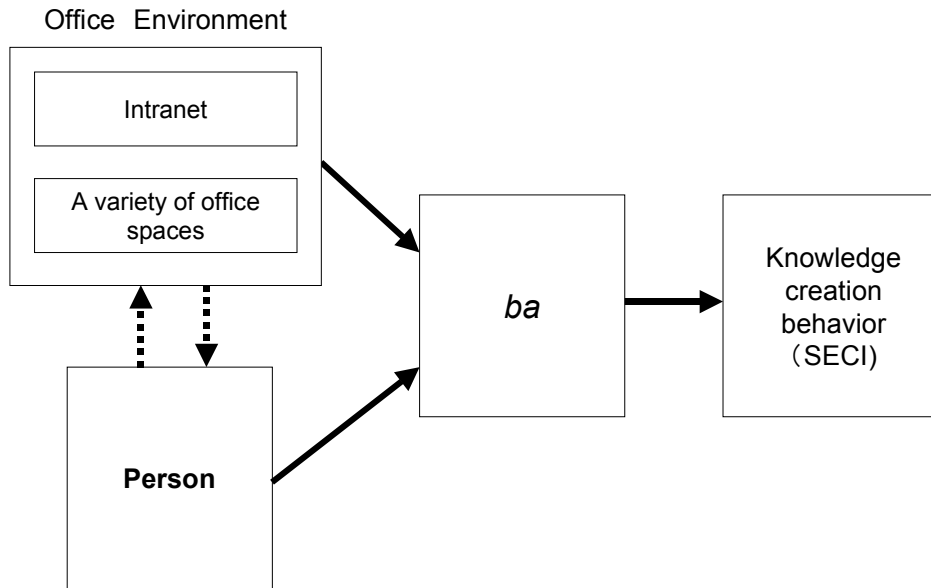 Office Environment
Intranet
A variety of office
spaces
Person
ba
Knowledge
creation
behavior
（SECI)